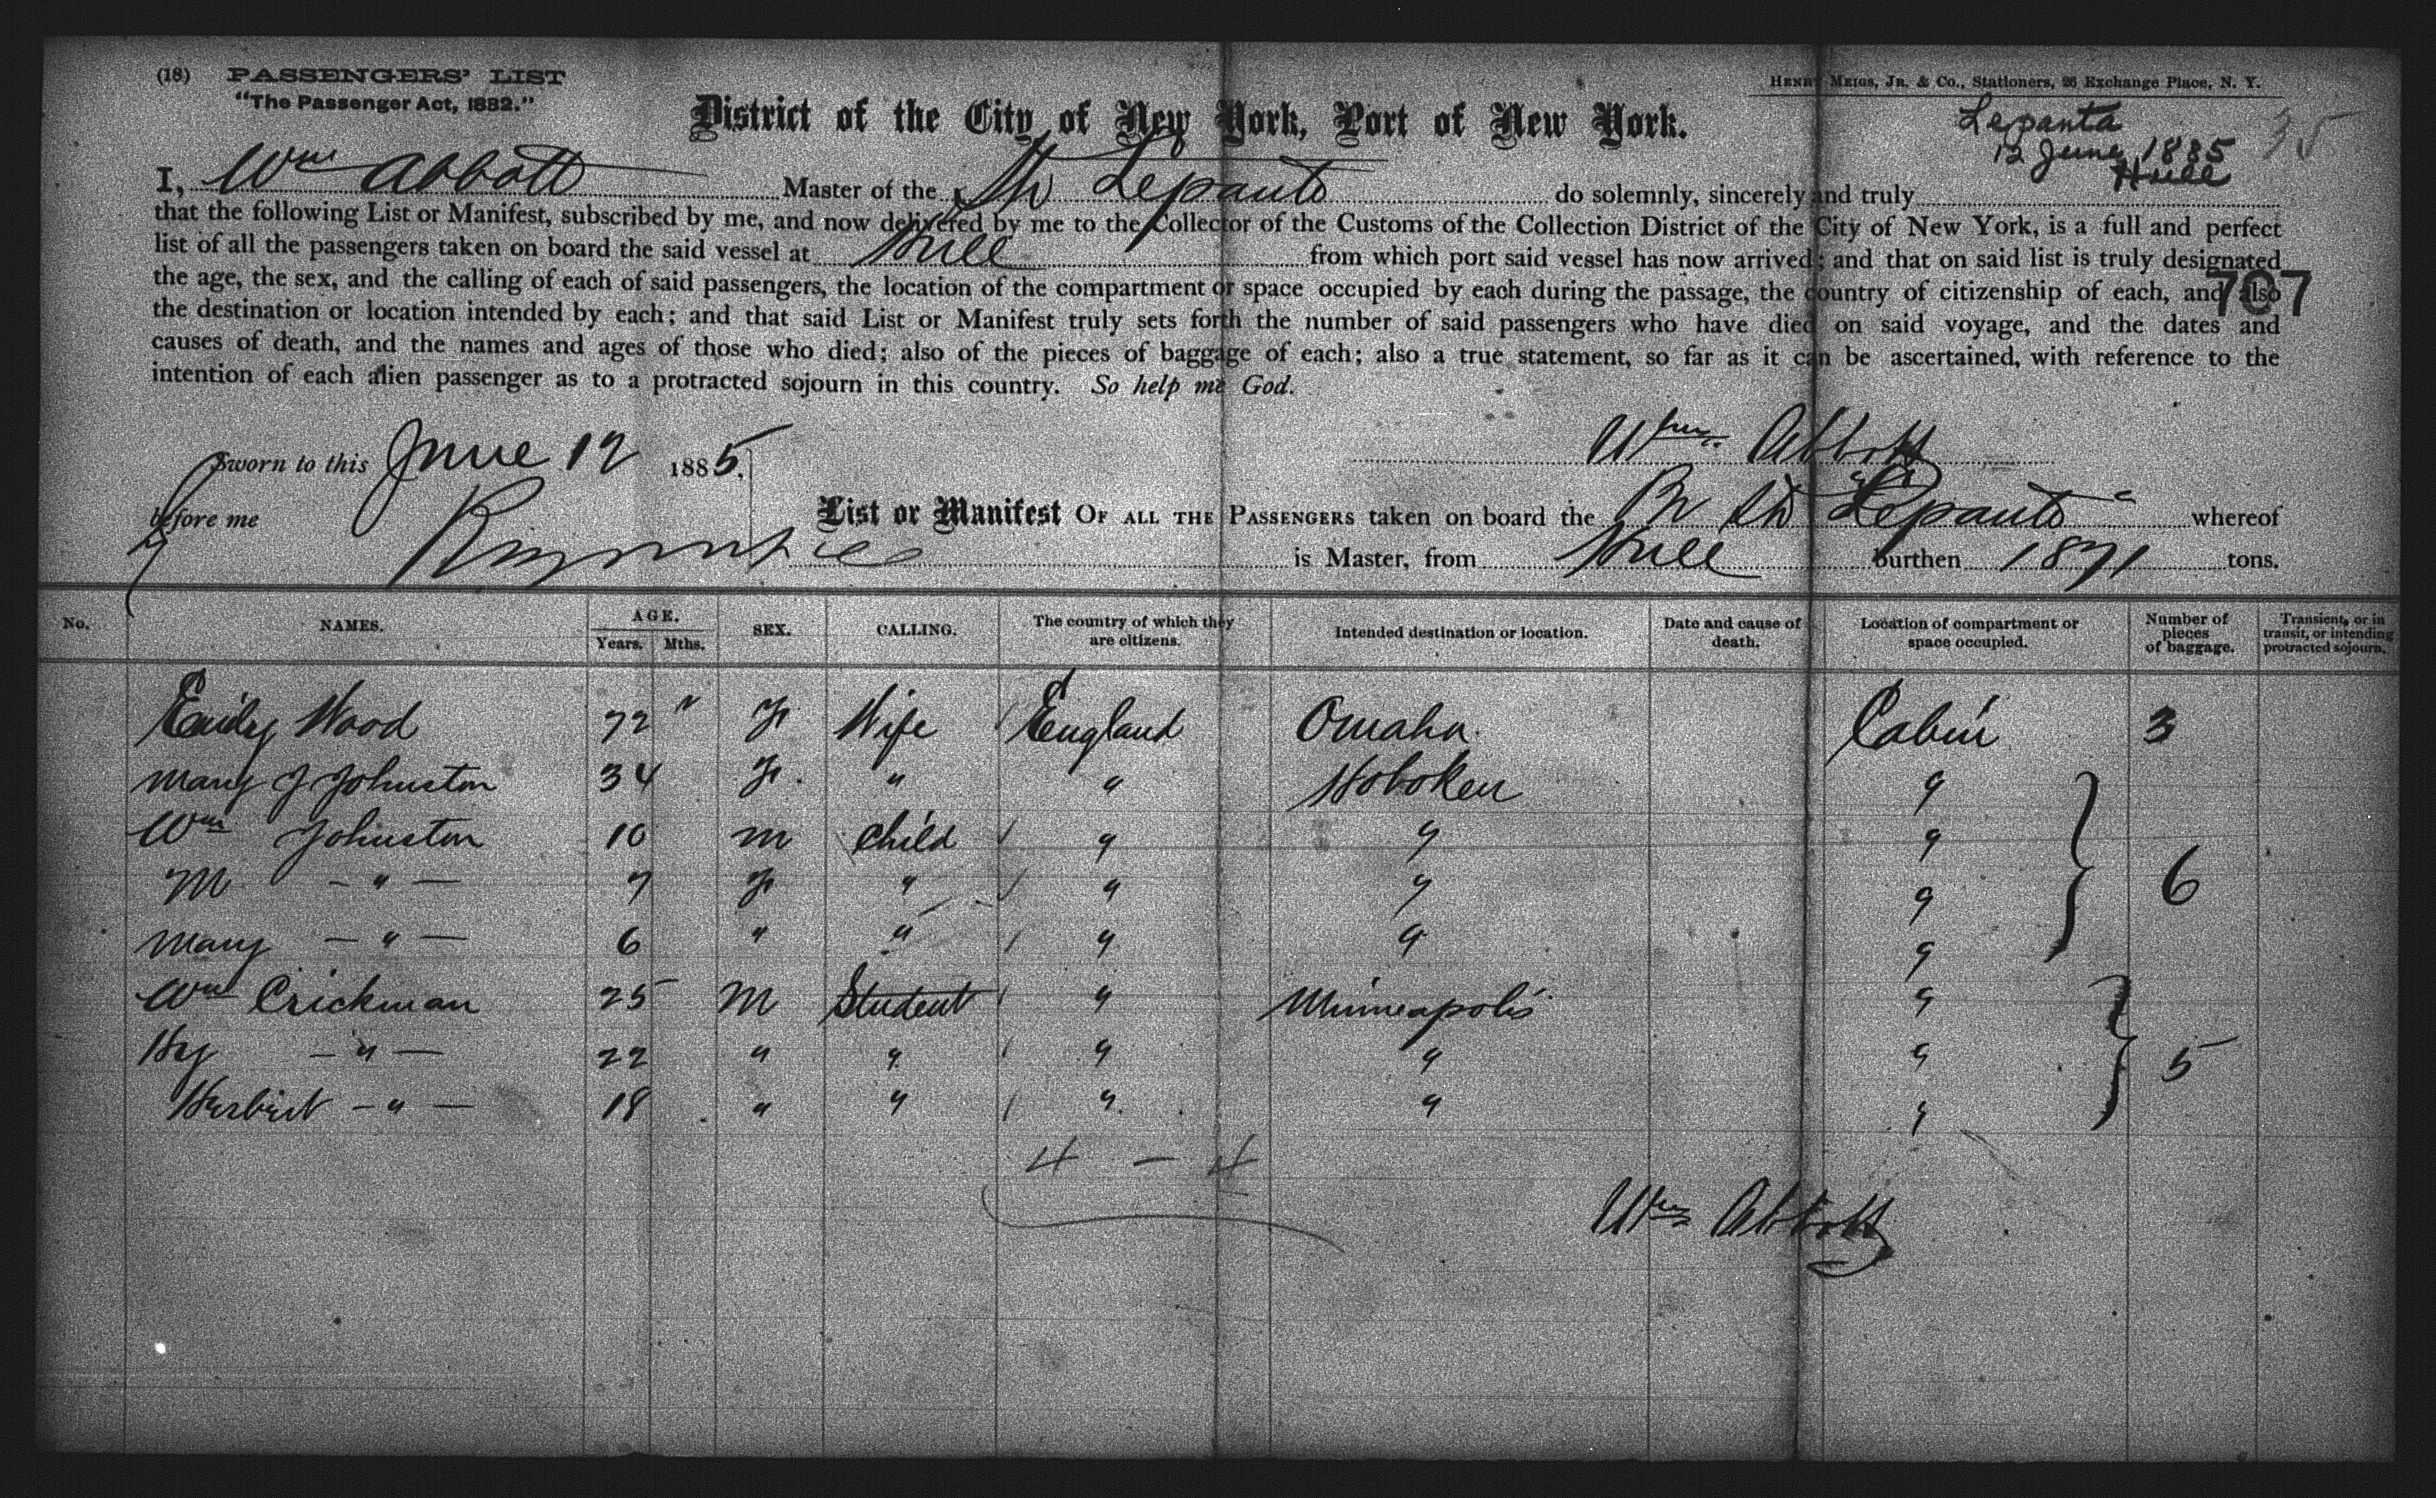 (18) PASSENGERS' LIST
"The Passenger Act, 1882."
HENRY MEIGS, JR. & CO., Stationers, 26 Exchange Place, N. Y.
District of the City of New York, Port of New York.
Lepanta
12 June 1885
Hull
35
I, Wm Abbott Master of the Lepanto do solemnly, sincerely and truly
that the following List or Manifest, subscribed by me, and now delivered by me to the Collector of the Customs of the Collection District of the City of New York, is a full and perfect
list of all the passengers taken on board the said vessel at Hull from which port said vessel has now arrived; and that on said list is truly designated
the age, the sex, and the calling of each of said passengers, the location of the compartment or space occupied by each during the passage, the country of citizenship of each, and also
707
the destination or location intended by each; and that said List or Manifest truly sets forth the number of said passengers who have died on said voyage, and the dates and
causes of death, and the names and ages of those who died; also of the pieces of baggage of each; also a true statement, so far as it can be ascertained, with reference to the
intention of each alien passenger as to a protracted sojourn in this country. So help me God.
Sworn to this June 12 1885.
Wm Abbott
before me
List or Manifest OF ALL THE PASSENGERS taken on board the Br "Lepanto" whereof
is Master, from Hull burthen 1871 tons.
No. NAMES. AGE. Years. Mths. SEX. CALLING. The country of which they are citizens. Intended destination or location. Date and cause of death. Location of compartment or space occupied. Number of pieces of baggage. Transient, or in transit, or intending protracted sojourn.
Emily Wood 72 " F Wife England Omaha Cabin 3
Mary J Johnston 34 F. " " Hoboken "
Wm Johnston 10 M Child " " "
M — " — 7 F " " " " 6
Mary — " — 6 " " " " "
Wm Crickman 25 M Student " Minneapolis "
Hy — " — 22 " " " " " 5
Herbert — " — 18 " " " " "
4 - 4
Wm Abbott